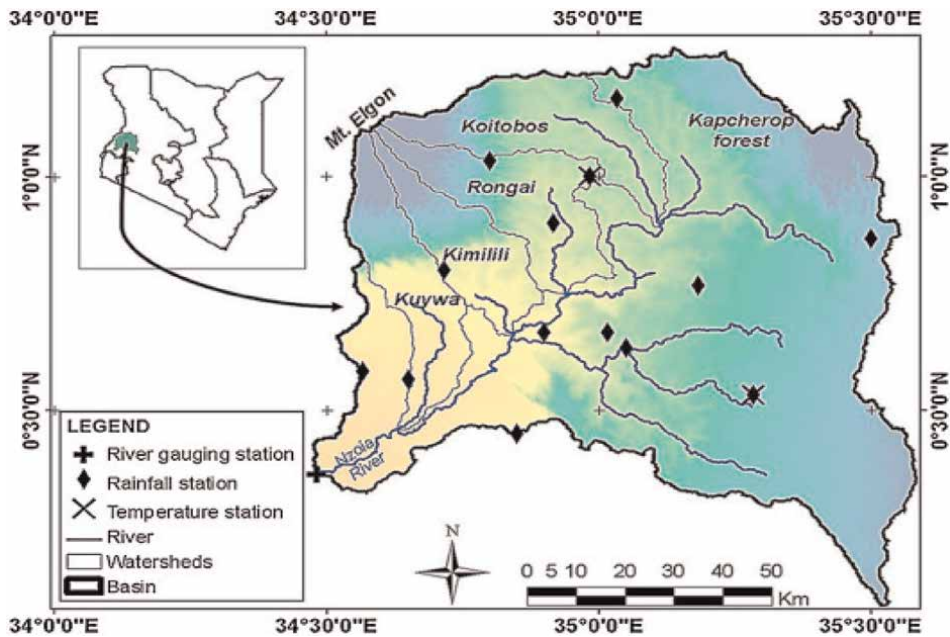 34°0'0"E 34°30'0"E 35°0'0"E 35°30'0"E
Mt. Elgon
Koitobos
Kapcherop
forest
1°0'0"N
1°0'0"N
Rongai
Kimilili
Kuywa
0°30'0"N
0°30'0"N
Nzoia
River
LEGEND
River gauging station
Rainfall station
Temperature station
River
Watersheds
Basin
N
0 5 10 20 30 40 50
Km
34°0'0"E 34°30'0"E 35°0'0"E 35°30'0"E